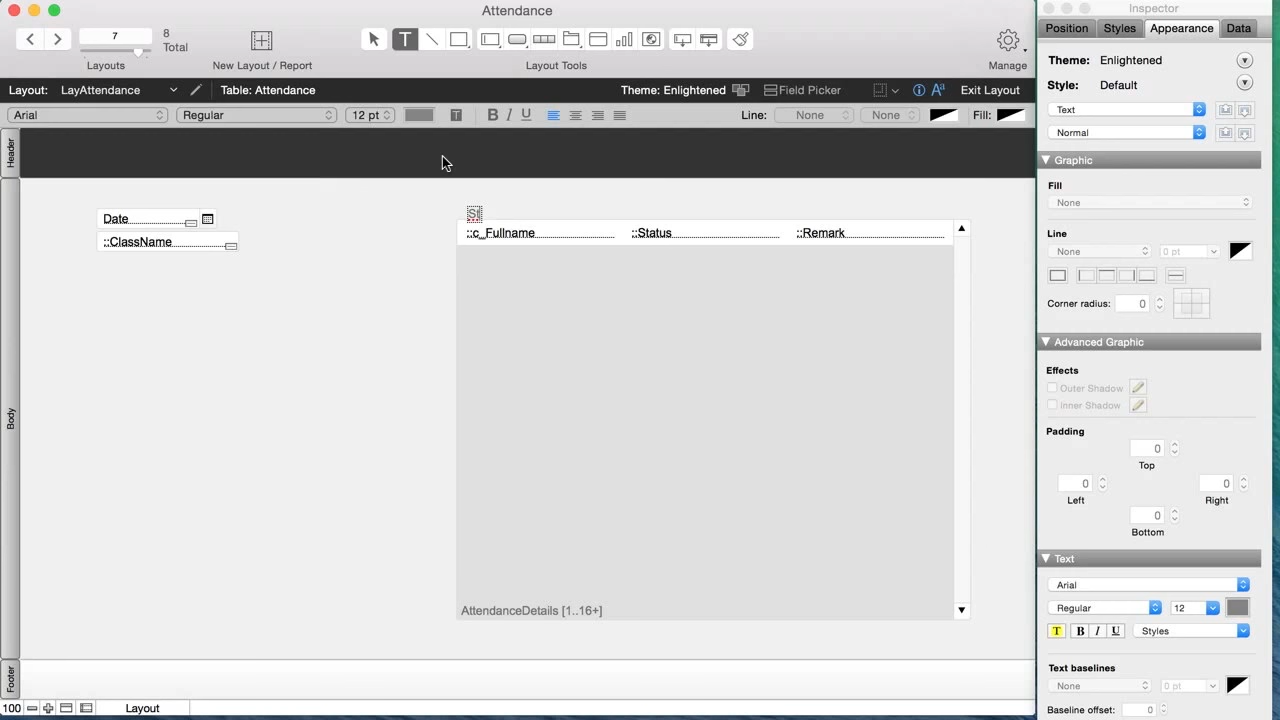 Attendance
Inspector
7
8
Total
Layouts
New Layout / Report
Layout Tools
Manage
Position
Styles
Appearance
Data
Layout:
LayAttendance
Table: Attendance
Theme: Enlightened
Field Picker
Exit Layout
Arial
Regular
12 pt
B I U
Line:
None
None
Fill:
Theme: Enlightened
Style: Default
Text
Normal
Graphic
Fill
None
Line
None
0 pt
Corner radius: 0
Advanced Graphic
Effects
Outer Shadow
Inner Shadow
Padding
0
Top
0
Left
0
Right
0
Bottom
Text
Arial
Regular
12
T B I U
Styles
Text baselines
None
0 pt
Baseline offset: 0
Header
Date
::ClassName
St
::c_Fullname
::Status
::Remark
AttendanceDetails [1..16+]
Body
Footer
100
Layout